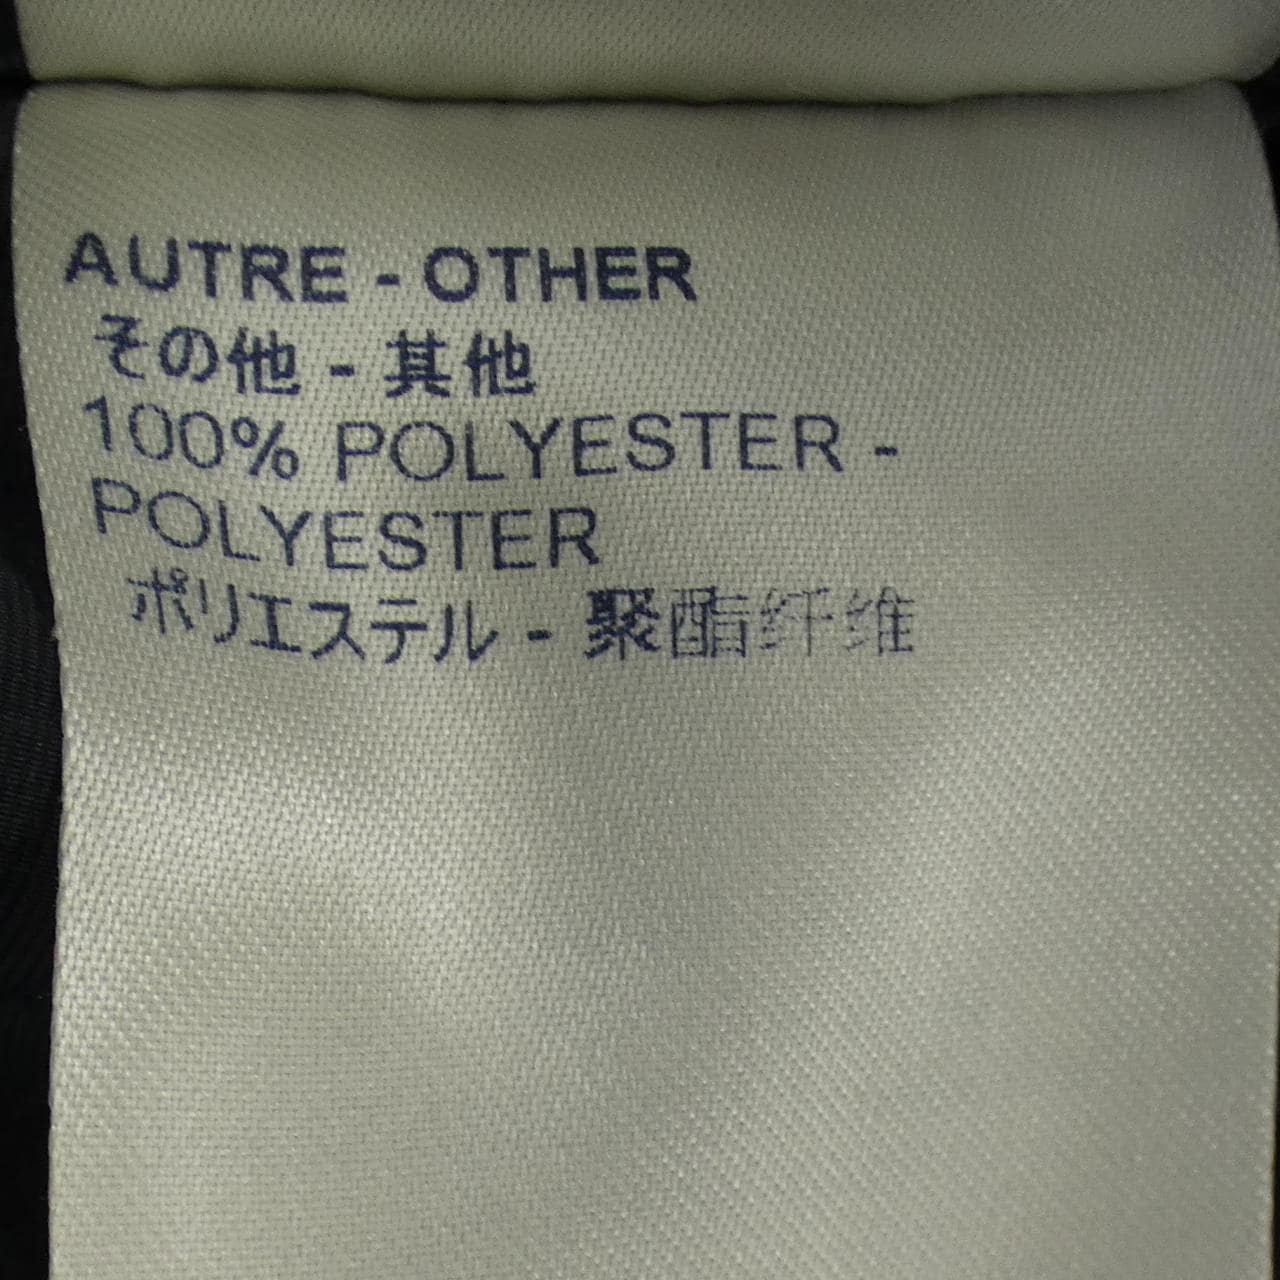 AUTRE - OTHER
その他 - 其他
100% POLYESTER -
POLYESTER
ポリエステル - 聚酯纤维